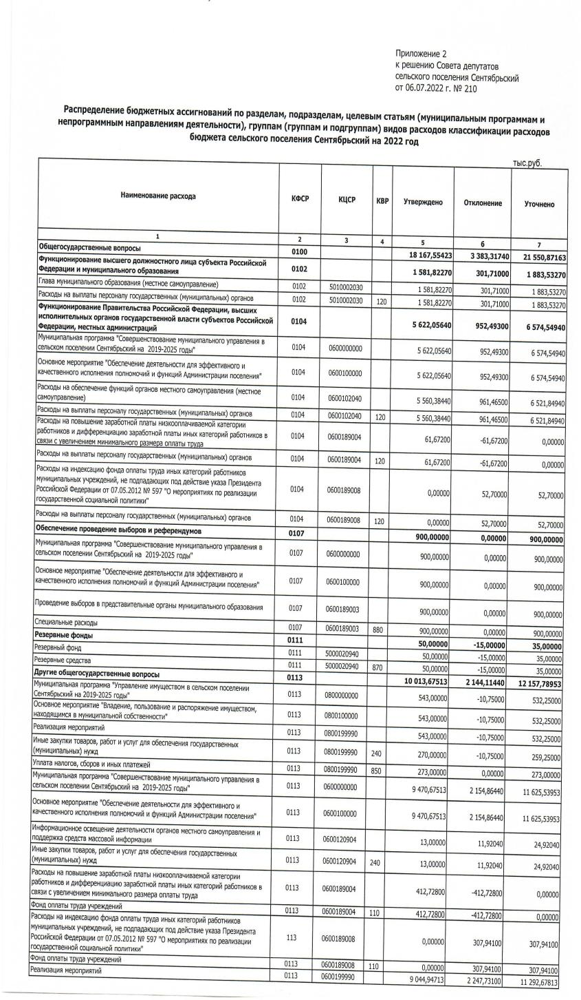 Приложение 2
к решению Совета депутатов
сельского поселения Сентябрьский
от 06.07.2022 г. № 210
Распределение бюджетных ассигнований по разделам, подразделам, целевым статьям (муниципальным программам и
непрограммным направлениям деятельности), группам (группам и подгруппам) видов расходов классификации расходов
бюджета сельского поселения Сентябрьский на 2022 год
тыс.руб.
Наименование расхода КФСР КЦСР КВР Утверждено Отклонение Уточнено
1 2 3 4 5 6 7
Общегосударственные вопросы 0100 18 167,55423 3 383,31740 21 550,87163
Функционирование высшего должностного лица субъекта Российской
Федерации и муниципального образования 0102 1 581,82270 301,71000 1 883,53270
Глава муниципального образования (местное самоуправление) 0102 5010002030 1 581,82270 301,71000 1 883,53270
Расходы на выплаты персоналу государственных (муниципальных) органов 0102 5010002030 120 1 581,82270 301,71000 1 883,53270
Функционирование Правительства Российской Федерации, высших
исполнительных органов государственной власти субъектов Российской
Федерации, местных администраций 0104 5 622,05640 952,49300 6 574,54940
Муниципальная программа "Совершенствование муниципального управления в
сельском поселении Сентябрьский на 2019-2025 годы" 0104 0600000000 5 622,05640 952,49300 6 574,54940
Основное мероприятие "Обеспечение деятельности для эффективного и
качественного исполнения полномочий и функций Администрации поселения" 0104 0600100000 5 622,05640 952,49300 6 574,54940
Расходы на обеспечение функций органов местного самоуправления (местное
самоуправление) 0104 0600102040 5 560,38440 961,46500 6 521,84940
Расходы на выплаты персоналу государственных (муниципальных) органов 0104 0600102040 120 5 560,38440 961,46500 6 521,84940
Расходы на повышение заработной платы низкооплачиваемой категории
работников и дифференциацию заработной платы иных категорий работников в
связи с увеличением минимального размера оплаты труда 0104 0600189004 61,67200 -61,67200 0,00000
Расходы на выплаты персоналу государственных (муниципальных) органов 0104 0600189004 120 61,67200 -61,67200 0,00000
Расходы на индексацию фонда оплаты труда иных категорий работников
муниципальных учреждений, не подпадающих под действие указа Президента
Российской Федерации от 07.05.2012 № 597 "О мероприятиях по реализации
государственной социальной политики" 0104 0600189008 0,00000 52,70000 52,70000
Расходы на выплаты персоналу государственных (муниципальных) органов 0104 0600189008 120 0,00000 52,70000 52,70000
Обеспечение проведение выборов и референдумов 0107 900,00000 0,00000 900,00000
Муниципальная программа "Совершенствование муниципального управления в
сельском поселении Сентябрьский на 2019-2025 годы" 0107 0600000000 900,00000 0,00000 900,00000
Основное мероприятие "Обеспечение деятельности для эффективного и
качественного исполнения полномочий и функций Администрации поселения" 0107 0600100000 900,00000 0,00000 900,00000
Проведение выборов в представительные органы муниципального образования 0107 0600189003 900,00000 0,00000 900,00000
Специальные расходы 0107 0600189003 880 900,00000 0,00000 900,00000
Резервные фонды 0111 50,00000 -15,00000 35,00000
Резервный фонд 0111 5000020940 50,00000 -15,00000 35,00000
Резервные средства 0111 5000020940 870 50,00000 -15,00000 35,00000
Другие общегосударственные вопросы 0113 10 013,67513 2 144,11440 12 157,78953
Муниципальная программа "Управление имуществом в сельском поселении
Сентябрьский на 2019-2025 годы" 0113 0800000000 543,00000 -10,75000 532,25000
Основное мероприятие "Владение, пользование и распоряжение имуществом,
находящимся в муниципальной собственности" 0113 0800100000 543,00000 -10,75000 532,25000
Реализация мероприятий 0113 0800199990 543,00000 -10,75000 532,25000
Иные закупки товаров, работ и услуг для обеспечения государственных
(муниципальных) нужд 0113 0800199990 240 270,00000 -10,75000 259,25000
Уплата налогов, сборов и иных платежей 0113 0800199990 850 273,00000 0,00000 273,00000
Муниципальная программа "Совершенствование муниципального управления в
сельском поселении Сентябрьский на 2019-2025 годы" 0113 0600000000 9 470,67513 2 154,86440 11 625,53953
Основное мероприятие "Обеспечение деятельности для эффективного и
качественного исполнения полномочий и функций Администрации поселения" 0113 0600100000 9 470,67513 2 154,86440 11 625,53953
Информационное освещение деятельности органов местного самоуправления и
поддержка средств массовой информации 0113 0600120904 13,00000 11,92040 24,92040
Иные закупки товаров, работ и услуг для обеспечения государственных
(муниципальных) нужд 0113 0600120904 240 13,00000 11,92040 24,92040
Расходы на повышение заработной платы низкооплачиваемой категории
работников и дифференциацию заработной платы иных категорий работников в
связи с увеличением минимального размера оплаты труда 0113 0600189004 412,72800 -412,72800 0,00000
Фонд оплаты труда учреждений 0113 0600189004 110 412,72800 -412,72800 0,00000
Расходы на индексацию фонда оплаты труда иных категорий работников
муниципальных учреждений, не подпадающих под действие указа Президента
Российской Федерации от 07.05.2012 № 597 "О мероприятиях по реализации
государственной социальной политики" 113 0600189008 0,00000 307,94100 307,94100
Фонд оплаты труда учреждений 0113 0600189008 110 0,00000 307,94100 307,94100
Реализация мероприятий 0113 0600199990 9 044,94713 2 247,73100 11 292,67813